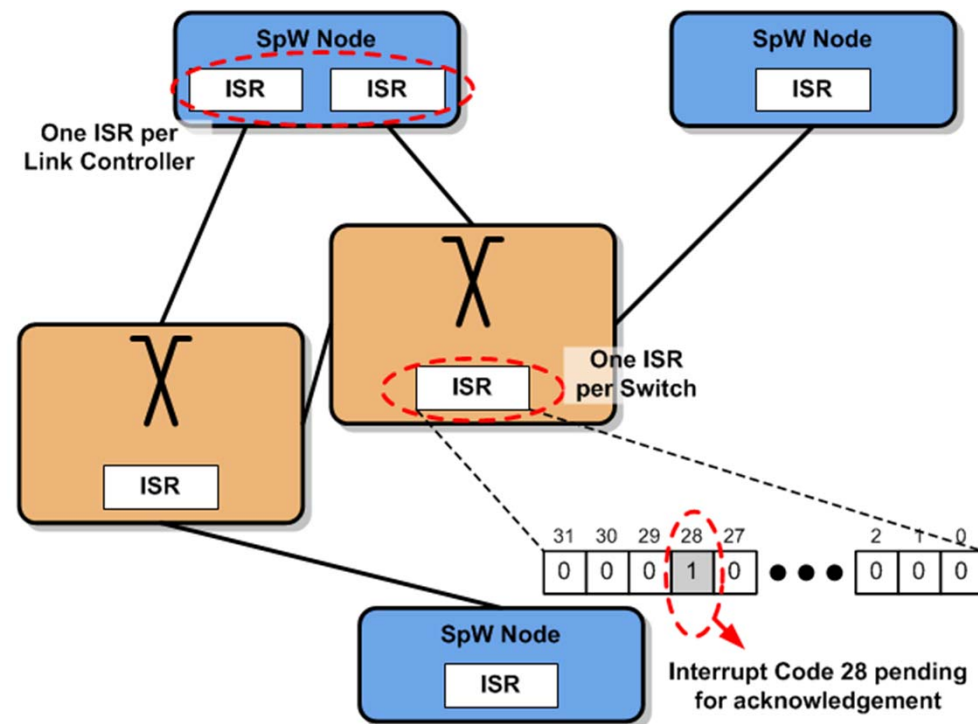 SpW Node
ISR ISR
SpW Node
ISR
One ISR per
Link Controller
One ISR
per Switch
ISR
ISR
31 30 29 28 27 2 1 0
0 0 0 1 0 0 0 0
SpW Node
ISR
Interrupt Code 28 pending
for acknowledgement